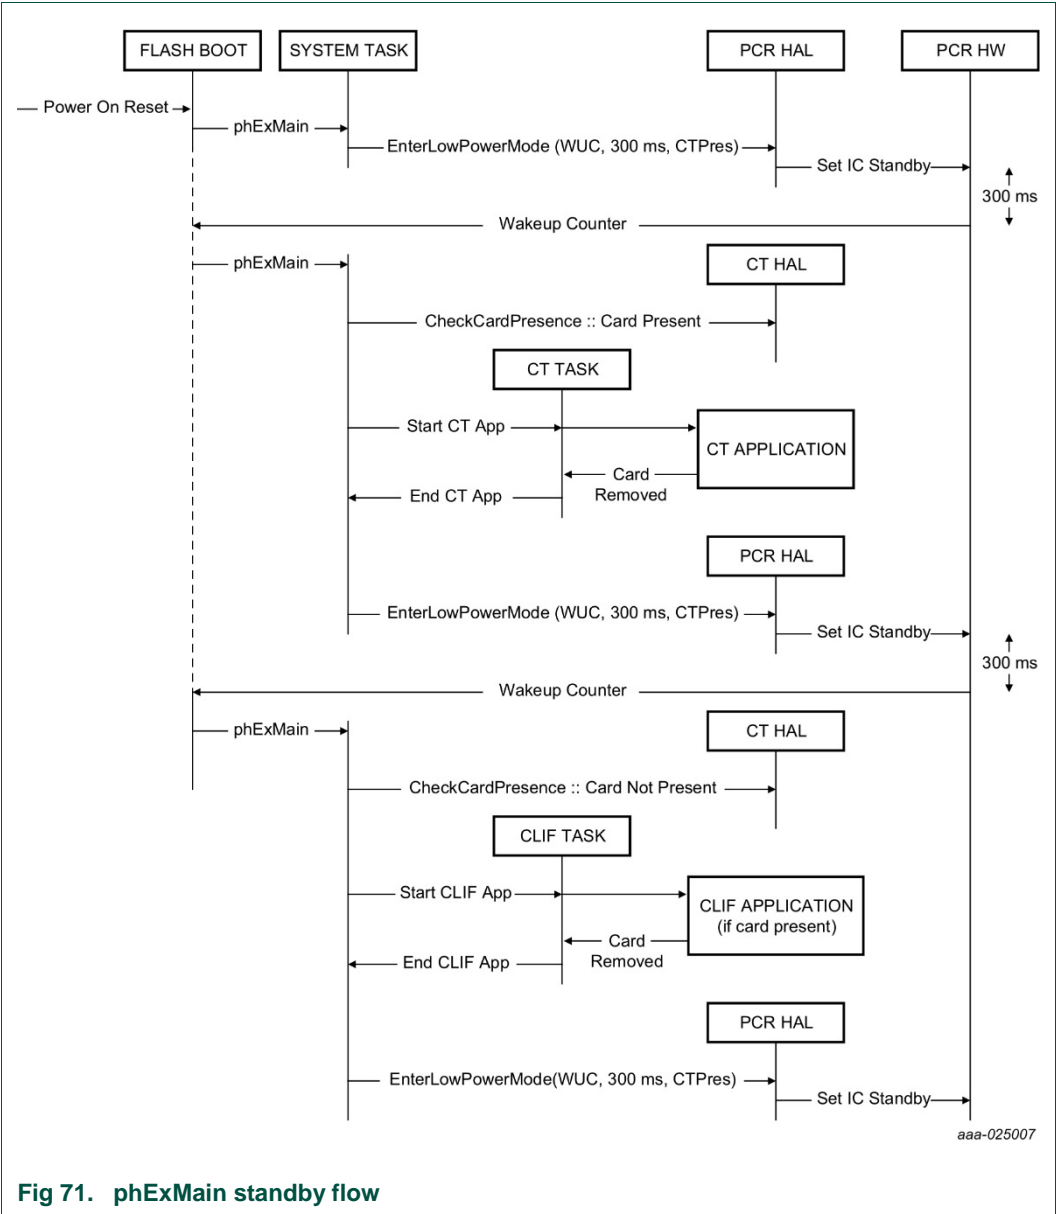 FLASH BOOT
SYSTEM TASK
PCR HAL
PCR HW
Power On Reset
phExMain
EnterLowPowerMode (WUC, 300 ms, CTPres)
Set IC Standby
300 ms
Wakeup Counter
phExMain
CT HAL
CheckCardPresence :: Card Present
CT TASK
Start CT App
CT APPLICATION
Card
Removed
End CT App
PCR HAL
EnterLowPowerMode (WUC, 300 ms, CTPres)
Set IC Standby
300 ms
Wakeup Counter
phExMain
CT HAL
CheckCardPresence :: Card Not Present
CLIF TASK
Start CLIF App
CLIF APPLICATION
(if card present)
Card
Removed
End CLIF App
PCR HAL
EnterLowPowerMode(WUC, 300 ms, CTPres)
Set IC Standby
aaa-025007
Fig 71. phExMain standby flow